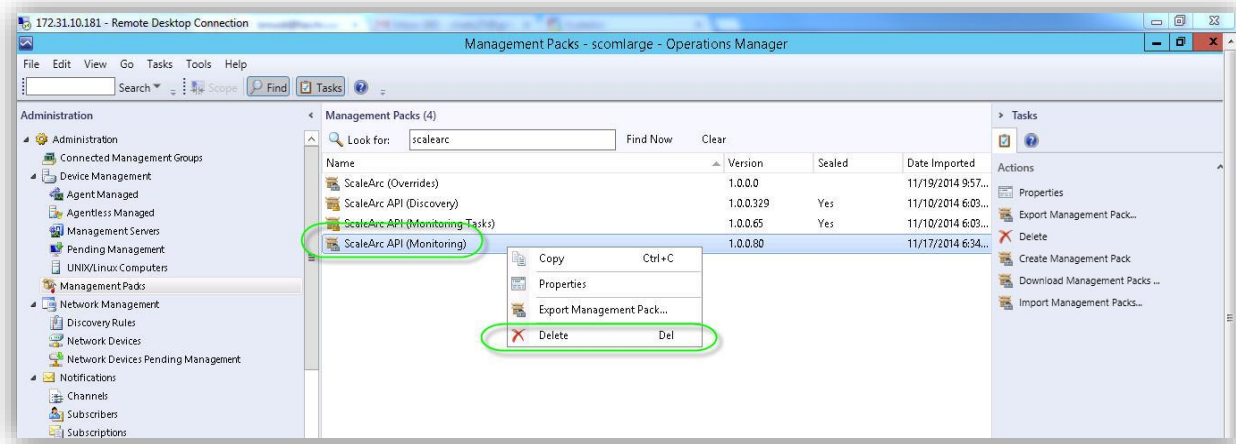 172.31.10.181 - Remote Desktop Connection
Management Packs - scomlarge - Operations Manager
File Edit View Go Tasks Tools Help
Search Scope Find Tasks
Administration
Administration
Connected Management Groups
Device Management
Agent Managed
Agentless Managed
Management Servers
Pending Management
UNIX/Linux Computers
Management Packs
Network Management
Discovery Rules
Network Devices
Network Devices Pending Management
Notifications
Channels
Subscribers
Subscriptions
Management Packs (4)
Look for: scalearc Find Now Clear
Name Version Sealed Date Imported
ScaleArc (Overrides) 1.0.0.0 11/19/2014 9:57...
ScaleArc API (Discovery) 1.0.0.329 Yes 11/10/2014 6:03...
ScaleArc API (Monitoring Tasks) 1.0.0.65 Yes 11/10/2014 6:03...
ScaleArc API (Monitoring) 1.0.0.80 11/17/2014 6:34...
Copy Ctrl+C
Properties
Export Management Pack...
Delete Del
Tasks
Actions
Properties
Export Management Pack...
Delete
Create Management Pack
Download Management Packs ...
Import Management Packs...